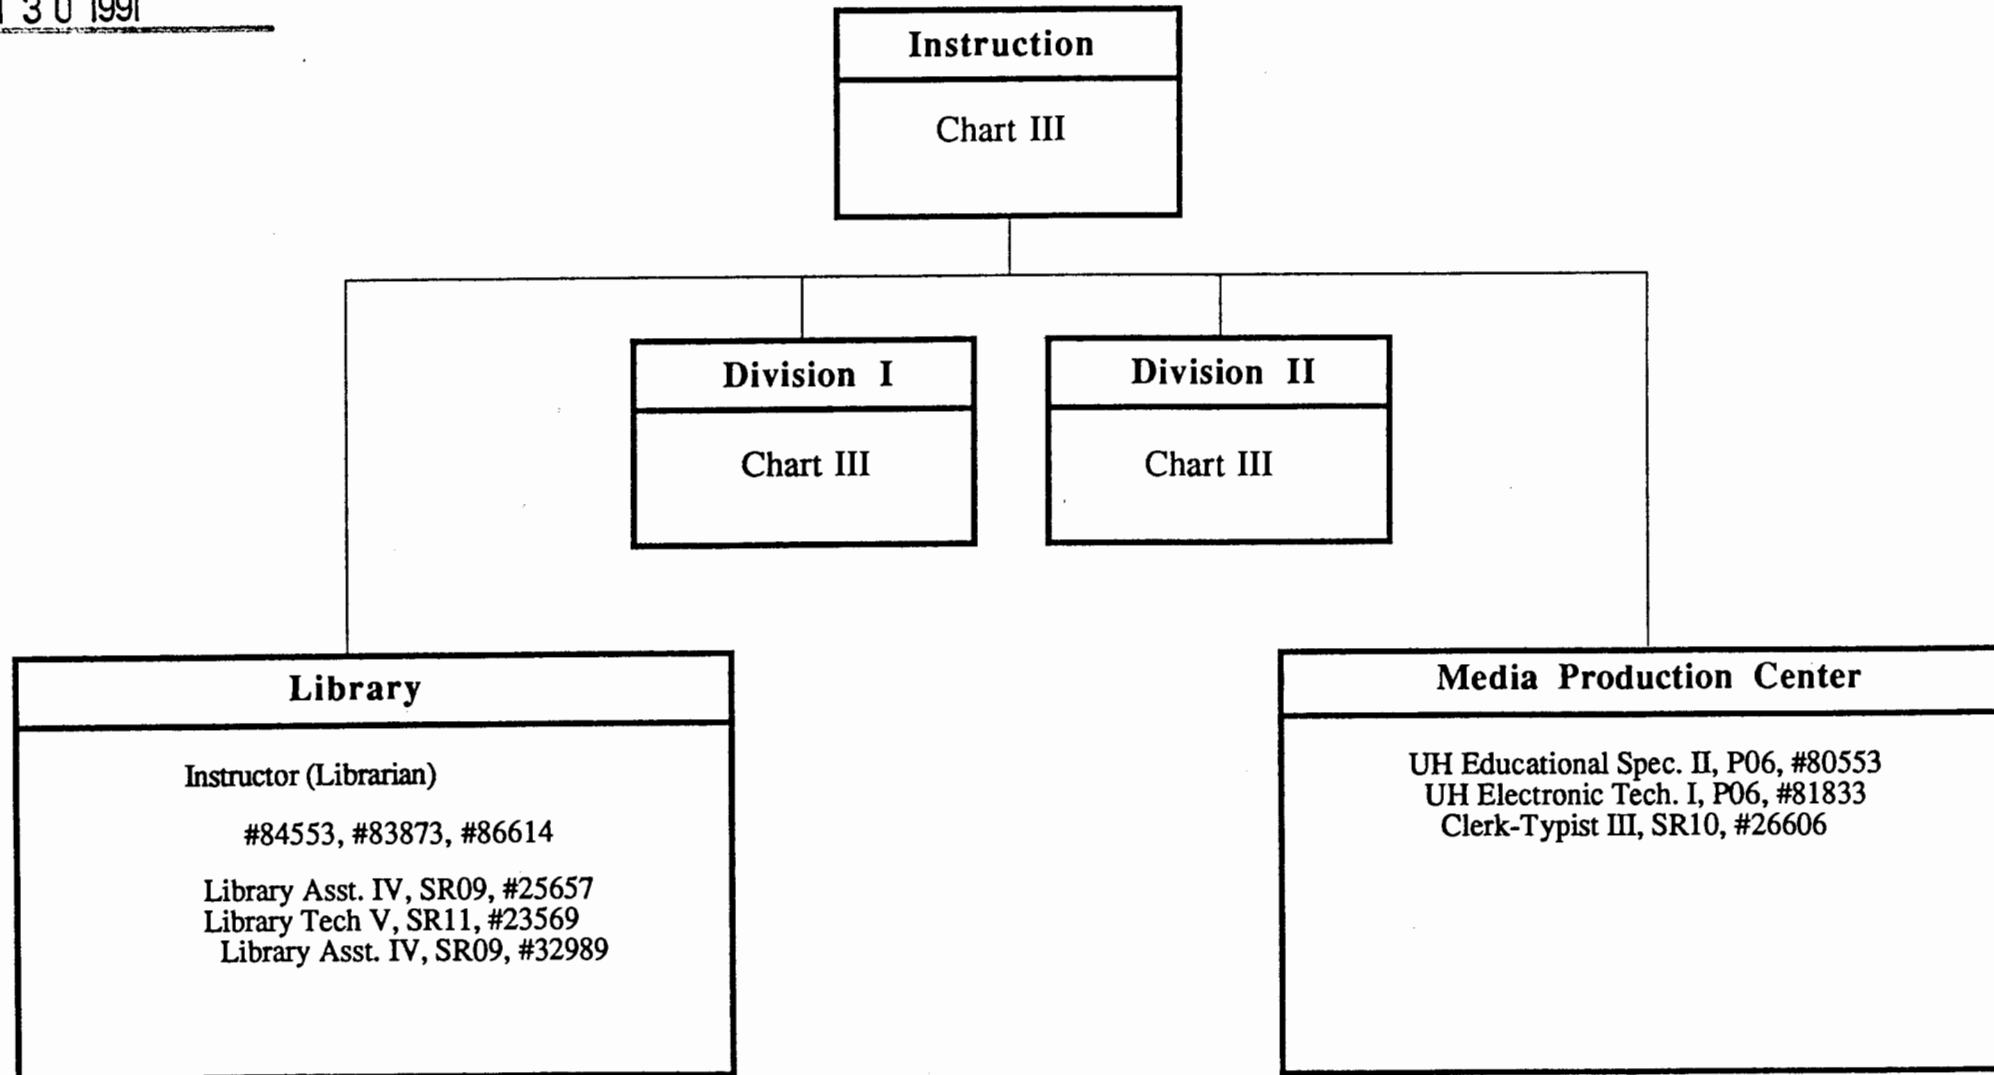 30 1991
Instruction
Chart III
Division I
Chart III
Division II
Chart III
Library
Instructor (Librarian)
#84553, #83873, #86614
Library Asst. IV, SR09, #25657
Library Tech V, SR11, #23569
Library Asst. IV, SR09, #32989
Media Production Center
UH Educational Spec. II, P06, #80553
UH Electronic Tech. I, P06, #81833
Clerk-Typist III, SR10, #26606